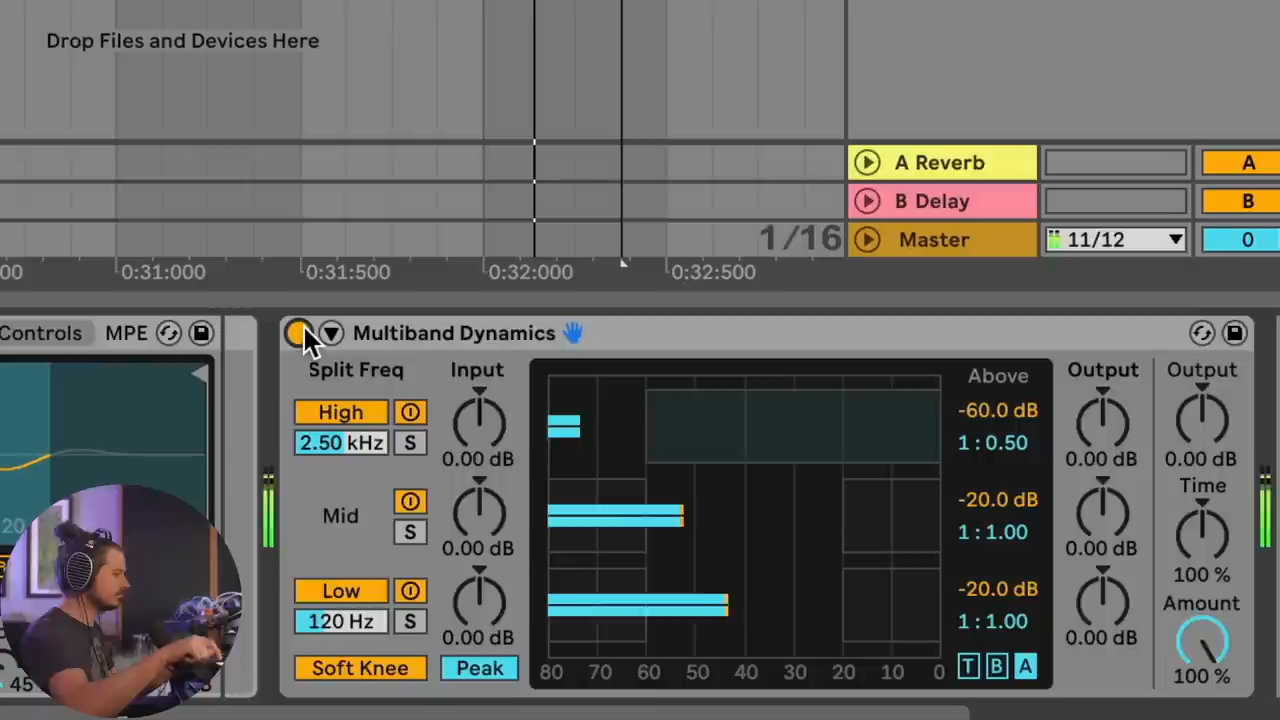 Drop Files and Devices Here
A Reverb
A
B Delay
B
1/16
Master
11/12
0
00
0:31:000
0:31:500
0:32:000
0:32:500
Controls
MPE
Multiband Dynamics
Split Freq
Input
Above
Output
Output
High
-60.0 dB
2.50 kHz
S
0.00 dB
1 : 0.50
0.00 dB
0.00 dB
Time
Mid
-20.0 dB
S
0.00 dB
1 : 1.00
0.00 dB
100 %
20
Low
-20.0 dB
Amount
120 Hz
S
0.00 dB
1 : 1.00
0.00 dB
Soft Knee
Peak
80
70
60
50
40
30
20
10
0
T
B
A
100 %
45